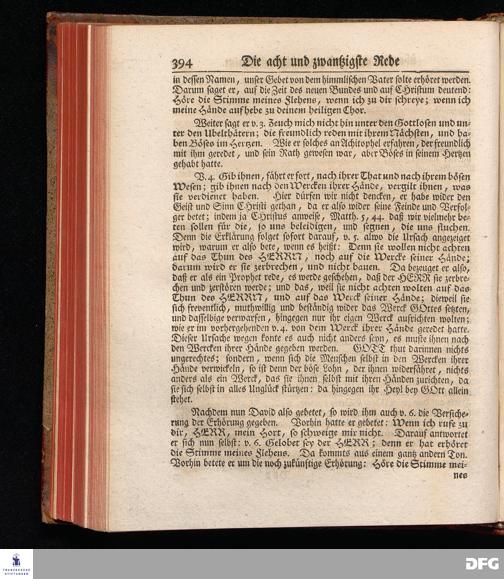 394 Die acht und zwantzigste Rede
in dessen Namen, unser Gebet von dem himmlischen Vater solte erhöret werden.
Darum saget er, auf die Zeit des neuen Bundes und auf Christum deutend:
Höre die Stimme meines Flehens, wenn ich zu dir schreye; wenn ich
meine Hände aufhebe zu deinem heiligen Chor.
Weiter sagt er v. 3. Zeuch mich nicht hin unter den Gottlosen und un-
ter den Ubelthätern; die freundlich reden mit ihrem Nächsten, und ha-
ben Böses im Hertzen. Wie er solches an Achitophel erfahren, der freundlich
mit ihm geredet, und sein Rath gewesen war, aber Böses in seinem Hertzen
gehabt hatte.
V. 4. Gib ihnen, fährt er fort, nach ihrer That und nach ihrem bösen
Wesen; gib ihnen nach den Wercken ihrer Hände, vergilt ihnen, was
sie verdienet haben. Hier dürfen wir nicht dencken, er habe wider den
Geist und Sinn Christi gethan, da er also wider seine Feinde und Verfol-
ger betet; indem ja Christus anweise, Matth. 5, 44. daß wir vielmehr be-
ten sollen für die, so uns beleidigen, und segnen, die uns fluchen.
Denn die Erklärung folget sofort darauf, v. 5. alwo die Ursach angezeiget
wird, warum er also bete, wenn es heißt: Denn sie wollen nicht achten
auf das Thun des HERRN, noch auf die Wercke seiner Hände;
darum wird er sie zerbrechen, und nicht bauen. Da bezeuget er also,
daß er als ein Prophet rede, es werde geschehen, daß der HERR sie zerbre-
chen und zerstören werde; und das, weil sie nicht achten wollen auf das
Thun des HERRN, und auf das Werck seiner Hände; dieweil sie
sich freventlich, muthwillig und beständig wider das Werck GOttes setzten,
und dasselbige verwarfen, hingegen nur ihr eigen Werck aufrichten wolten;
wie er im vorhergehenden v. 4. von dem Werck ihrer Hände geredet hatte.
Dieser Ursache wegen konte es auch nicht anders seyn, es muste ihnen nach
den Wercken ihrer Hände gegeben werden. GOTT thut darinnen nichts
ungerechtes; sondern, wenn sich die Menschen selbst in den Wercken ihrer
Hände verwickeln, so ist denn der böse Lohn, der ihnen widerfähret, nichts
anders als ein Werck, das sie ihnen selbst mit ihren Händen zurichten, da
sie sich selbst in alles Unglück stürtzen: da hingegen ihr Heyl bey GOtt allein
stehet.
Nachdem nun David also gebetet, so wird ihm auch v. 6. die Versiche-
rung der Erhörung gegeben. Vorhin hatte er gebetet: Wenn ich rufe zu
dir, HERR, mein Hort, so schweige mir nicht. Darauf antwortet
er sich nun selbst: v. 6. Gelobet sey der HERR; denn er hat erhöret
die Stimme meines Flehens. Da kommts aus einem gantz andern Ton.
Vorhin betete er um die noch zukünftige Erhörung: Höre die Stimme mei-
nes
FRANCKESCHE
STIFTUNGEN
DFG